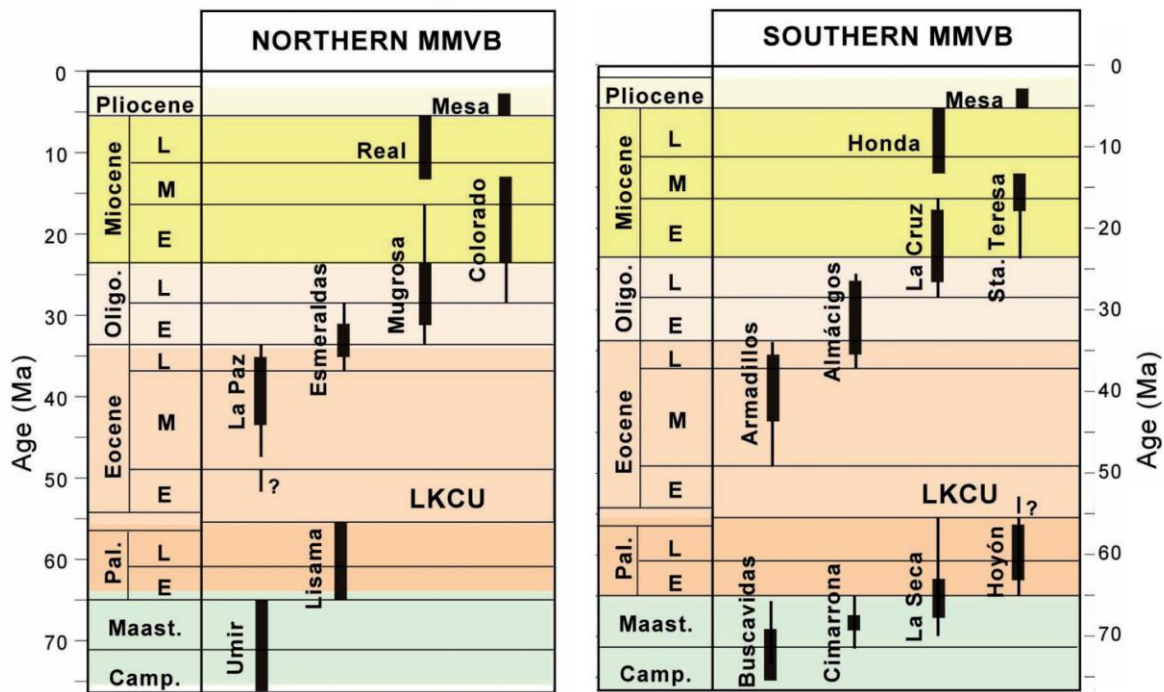 NORTHERN MMVB
0
10
20
30
40
50
60
70
Age (Ma)
Pliocene
Miocene
L
M
E
Oligo.
L
E
Eocene
L
M
E
Pal.
L
E
Maast.
Camp.
Mesa
Real
Colorado
Mugrosa
Esmeraldas
La Paz
?
LKCU
Lisama
Umir
SOUTHERN MMVB
Pliocene
Miocene
L
M
E
Oligo.
L
E
Eocene
L
M
E
Pal.
L
E
Maast.
Camp.
Mesa
Honda
La Cruz
Sta. Teresa
Almácigos
Armadillos
LKCU
?
Hoyón
La Seca
Cimarrona
Buscavidas
0
10
20
30
40
50
60
70
Age (Ma)